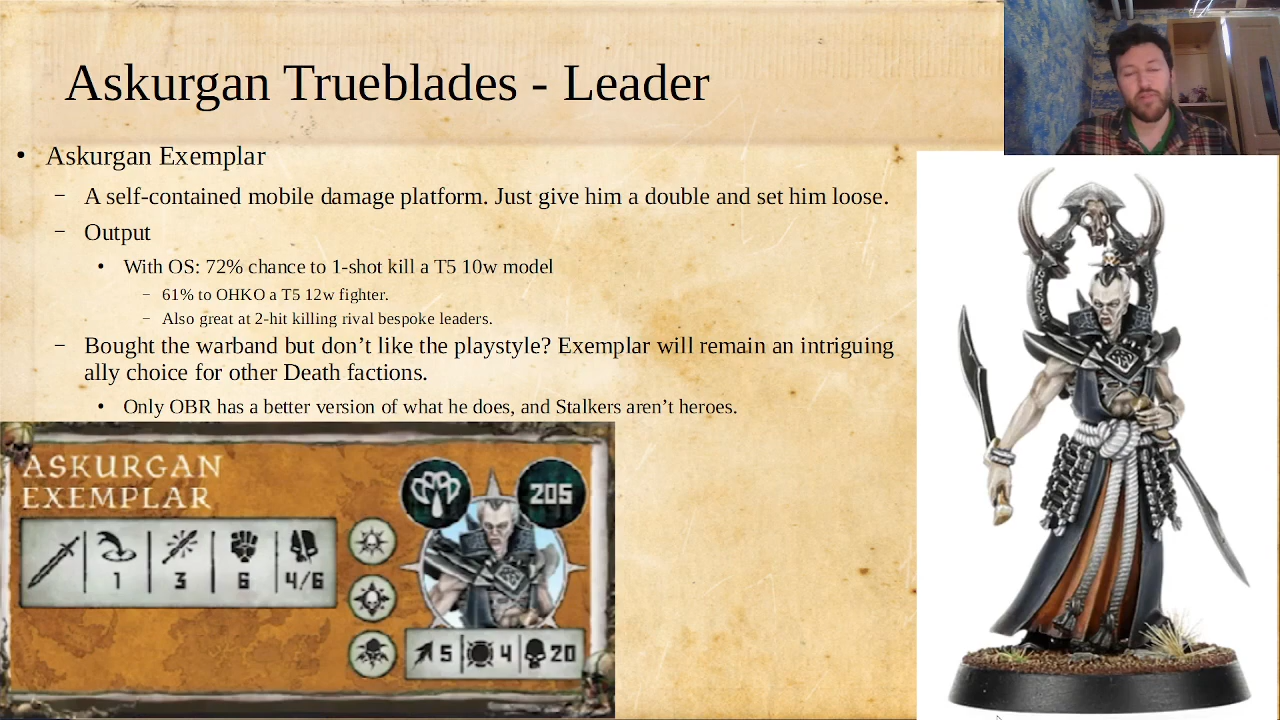 Askurgan Trueblades - Leader
• Askurgan Exemplar
– A self-contained mobile damage platform. Just give him a double and set him loose.
– Output
• With OS: 72% chance to 1-shot kill a T5 10w model
– 61% to OHKO a T5 12w fighter.
– Also great at 2-hit killing rival bespoke leaders.
– Bought the warband but don’t like the playstyle? Exemplar will remain an intriguing
ally choice for other Death factions.
• Only OBR has a better version of what he does, and Stalkers aren’t heroes.
ASKURGAN
EXEMPLAR
205
1 3 6 4/6
5 4 20